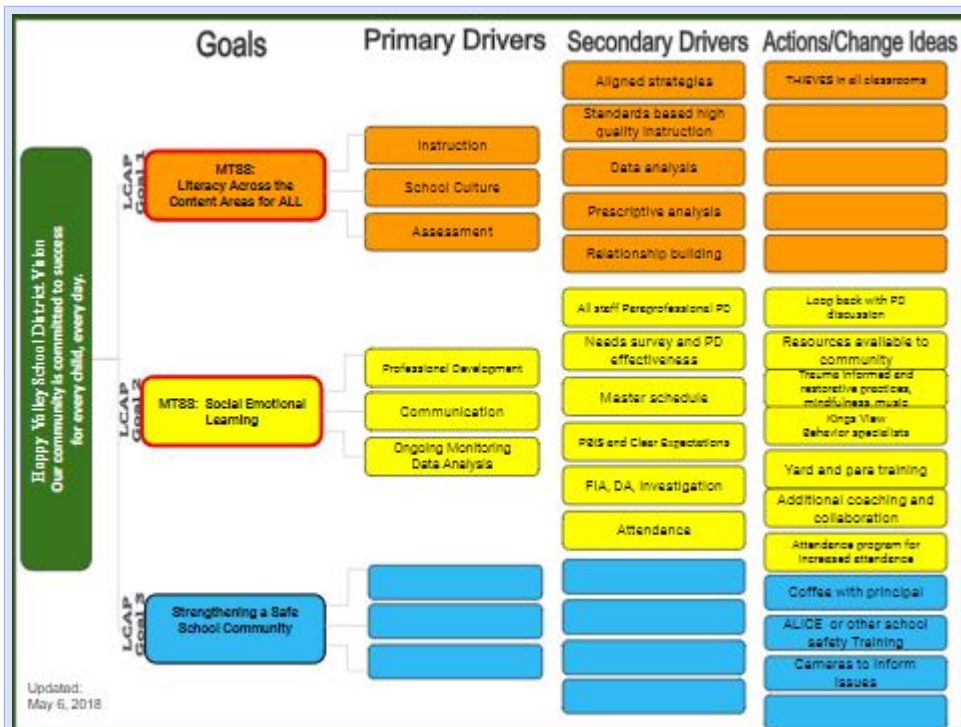 Goals
Primary Drivers
Secondary Drivers
Actions/Change Ideas
Happy Valley School District Vision
Our community is committed to success
for every child, every day.
LCAP
Goal 1
MTSS:
Literacy Across the
Content Areas for ALL
Instruction
School Culture
Assessment
Aligned strategies
Standards based high
quality instruction
Data analysis
Prescriptive analysis
Relationship building
THIEVES in all classrooms
LCAP
Goal 2
MTSS: Social Emotional
Learning
Professional Development
Communication
Ongoing Monitoring
Data Analysis
All staff Paraprofessional PD
Needs survey and PD
effectiveness
Master schedule
PBIS and Clear Expectations
FIA, DA, Investigation
Attendance
Loop back with PD
discussion
Resources available to
community
Trauma informed and
restorative practices,
mindfulness, music
Kings View
Behavior specialists
Yard and para training
Additional coaching and
collaboration
Attendence program for
increased attendence
LCAP
Goal 3
Strengthening a Safe
School Community
Coffee with principal
ALICE or other school
safety Training
Cameras to inform
issues
Updated:
May 6, 2018